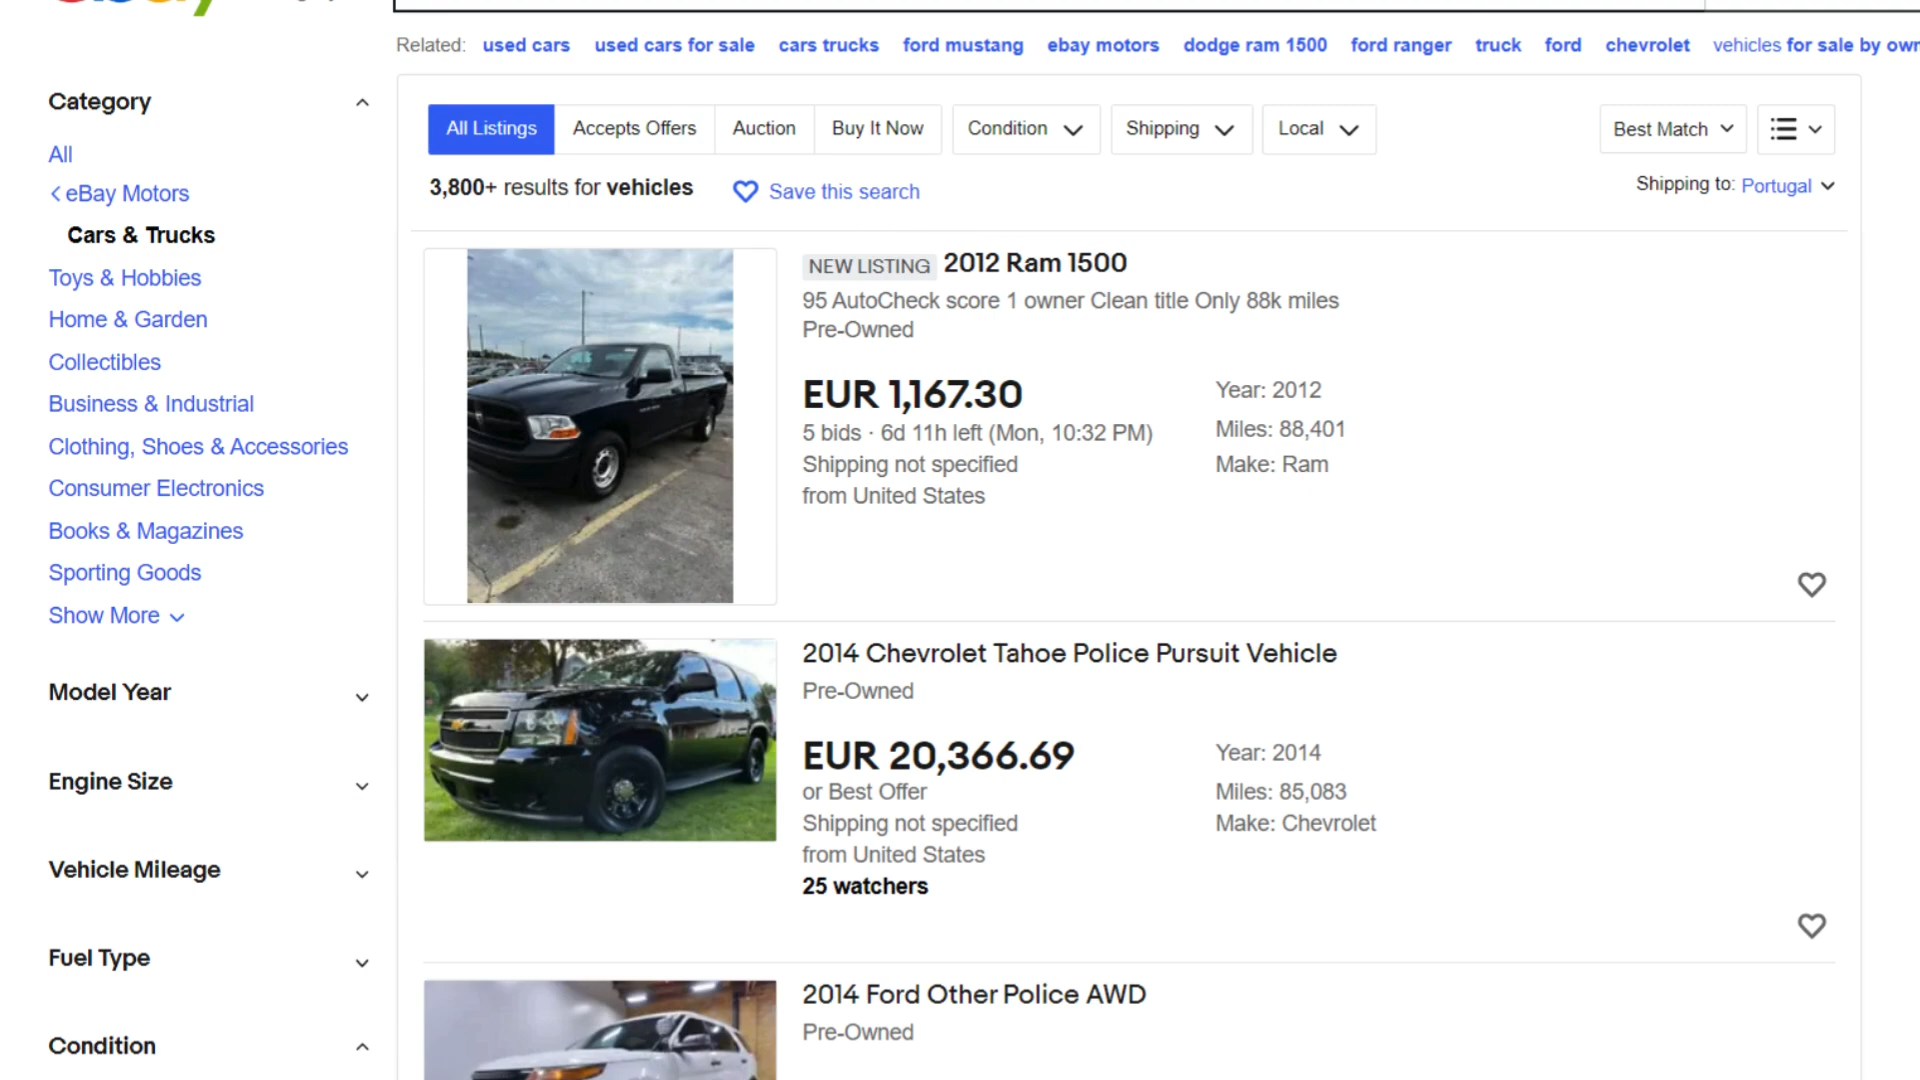 Related: used cars used cars for sale cars trucks ford mustang ebay motors dodge ram 1500 ford ranger truck ford chevrolet vehicles for sale by own
Category
All
eBay Motors
Cars & Trucks
Toys & Hobbies
Home & Garden
Collectibles
Business & Industrial
Clothing, Shoes & Accessories
Consumer Electronics
Books & Magazines
Sporting Goods
Show More
Model Year
Engine Size
Vehicle Mileage
Fuel Type
Condition
All Listings Accepts Offers Auction Buy It Now Condition Shipping Local Best Match
3,800+ results for vehicles Save this search Shipping to: Portugal
NEW LISTING 2012 Ram 1500
95 AutoCheck score 1 owner Clean title Only 88k miles
Pre-Owned
EUR 1,167.30
5 bids · 6d 11h left (Mon, 10:32 PM)
Shipping not specified
from United States
Year: 2012
Miles: 88,401
Make: Ram
2014 Chevrolet Tahoe Police Pursuit Vehicle
Pre-Owned
EUR 20,366.69
or Best Offer
Shipping not specified
from United States
25 watchers
Year: 2014
Miles: 85,083
Make: Chevrolet
2014 Ford Other Police AWD
Pre-Owned